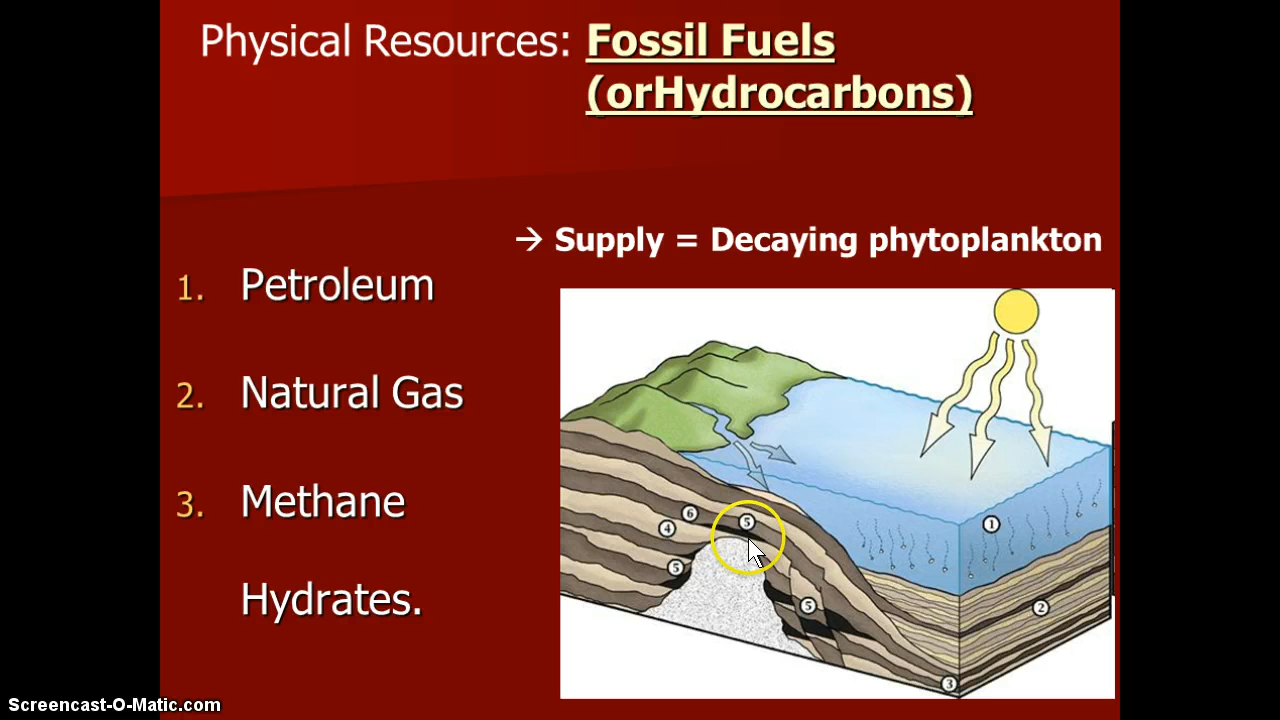 Physical Resources: Fossil Fuels
(orHydrocarbons)
→ Supply = Decaying phytoplankton
1. Petroleum
2. Natural Gas
3. Methane
Hydrates.
1
6
5
4
5
5
2
3
Screencast-O-Matic.com